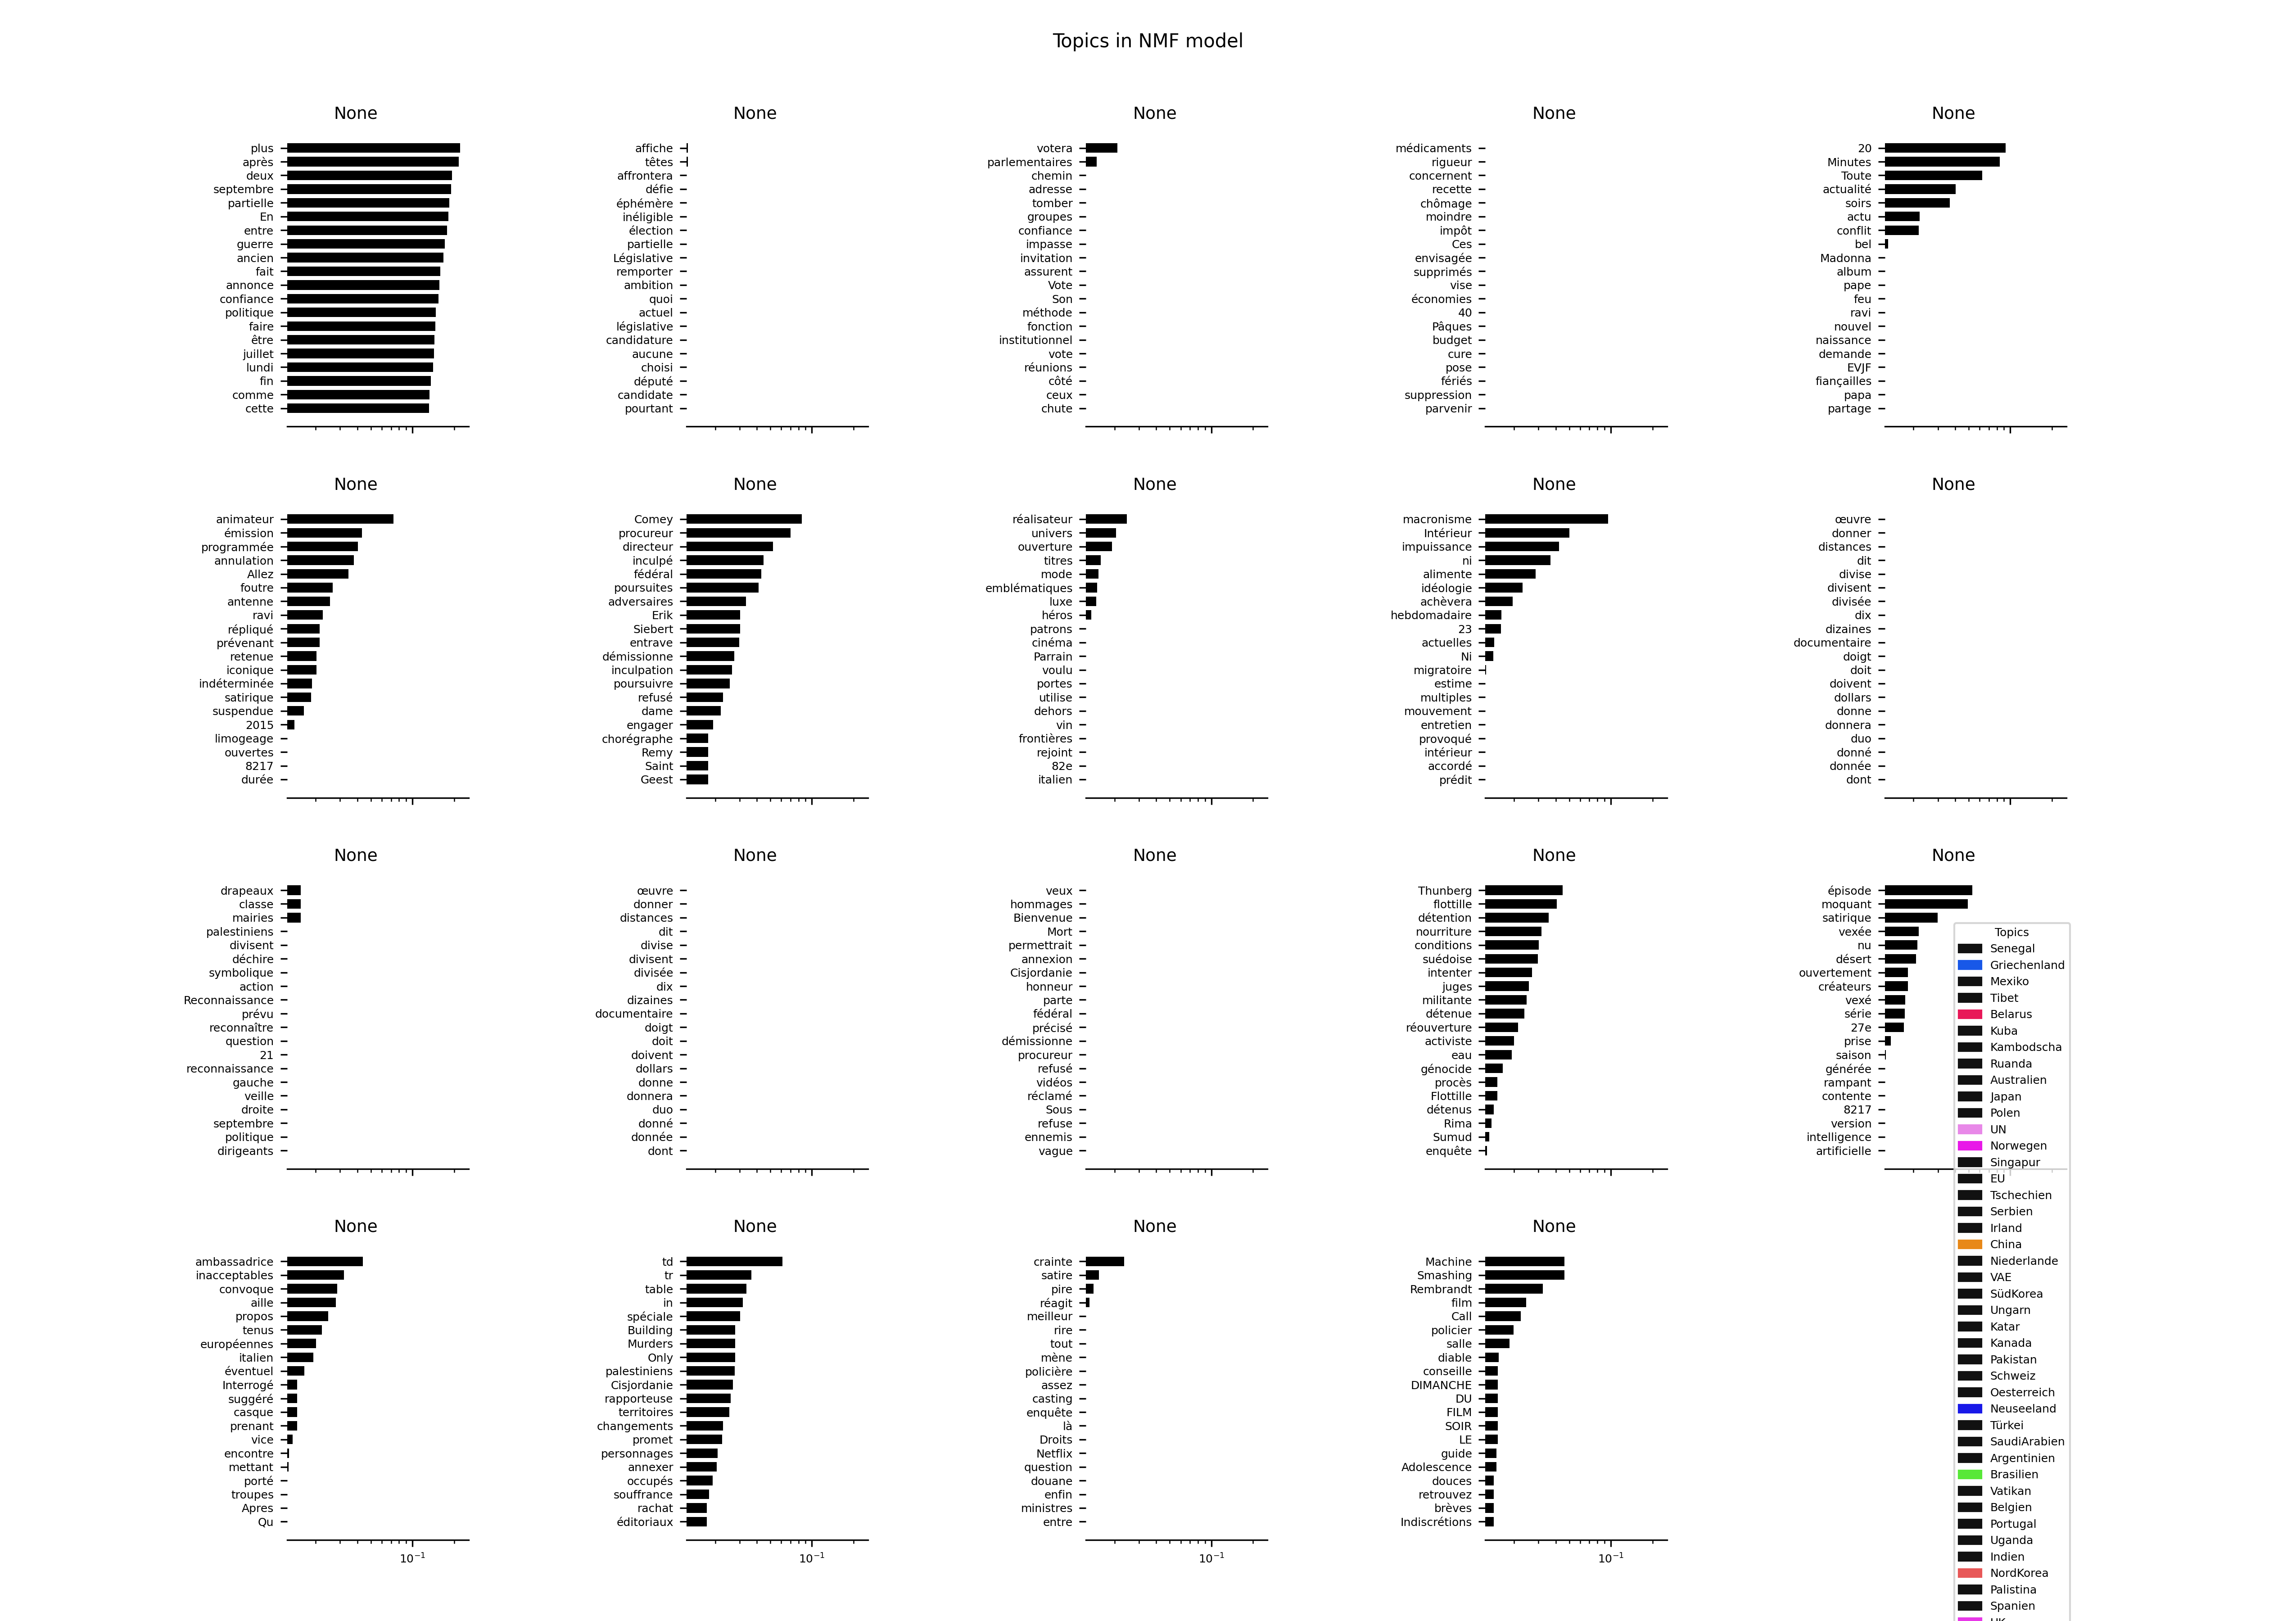 Topics in NMF model
None
plus
après
deux
septembre
partielle
En
entre
guerre
ancien
fait
annonce
confiance
politique
faire
être
juillet
lundi
fin
comme
cette
None
affiche
têtes
affrontera
défie
éphémère
inéligible
élection
partielle
Législative
remporter
ambition
quoi
actuel
législative
candidature
aucune
choisi
député
candidate
pourtant
None
votera
parlementaires
chemin
adresse
tomber
groupes
confiance
impasse
invitation
assurent
Vote
Son
méthode
fonction
institutionnel
vote
réunions
côté
ceux
chute
None
médicaments
rigueur
concernent
recette
chômage
moindre
impôt
Ces
envisagée
supprimés
vise
économies
40
Pâques
budget
cure
pose
fériés
suppression
parvenir
None
20
Minutes
Toute
actualité
soirs
actu
conflit
bel
Madonna
album
pape
feu
ravi
nouvel
naissance
demande
EVJF
fiançailles
papa
partage
None
animateur
émission
programmée
annulation
Allez
foutre
antenne
ravi
répliqué
prévenant
retenue
iconique
indéterminée
satirique
suspendue
2015
limogeage
ouvertes
8217
durée
None
Comey
procureur
directeur
inculpé
fédéral
poursuites
adversaires
Erik
Siebert
entrave
démissionne
inculpation
poursuivre
refusé
dame
engager
chorégraphe
Remy
Saint
Geest
None
réalisateur
univers
ouverture
titres
mode
emblématiques
luxe
héros
patrons
cinéma
Parrain
voulu
portes
utilise
dehors
vin
frontières
rejoint
82e
italien
None
macronisme
Intérieur
impuissance
ni
alimente
idéologie
achèvera
hebdomadaire
23
actuelles
Ni
migratoire
estime
multiples
mouvement
entretien
provoqué
intérieur
accordé
prédit
None
œuvre
donner
distances
dit
divise
divisent
divisée
dix
dizaines
documentaire
doigt
doit
doivent
dollars
donne
donnera
duo
donné
donnée
dont
None
drapeaux
classe
mairies
palestiniens
divisent
déchire
symbolique
action
Reconnaissance
prévu
reconnaître
question
21
reconnaissance
gauche
veille
droite
septembre
politique
dirigeants
None
œuvre
donner
distances
dit
divise
divisent
divisée
dix
dizaines
documentaire
doigt
doit
doivent
dollars
donne
donnera
duo
donné
donnée
dont
None
veux
hommages
Bienvenue
Mort
permettrait
annexion
Cisjordanie
honneur
parte
fédéral
précisé
démissionne
procureur
refusé
vidéos
réclamé
Sous
refuse
ennemis
vague
None
Thunberg
flottille
détention
nourriture
conditions
suédoise
intenter
juges
militante
détenue
réouverture
activiste
eau
génocide
procès
Flottille
détenus
Rima
Sumud
enquête
None
épisode
moquant
satirique
vexée
nu
désert
ouvertement
créateurs
vexé
série
27e
prise
saison
générée
rampant
contente
8217
version
intelligence
artificielle
None
ambassadrice
inacceptables
convoque
aille
propos
tenus
européennes
italien
éventuel
Interrogé
suggéré
casque
prenant
vice
encontre
mettant
porté
troupes
Apres
Qu
10⁻¹
None
td
tr
table
in
spéciale
Building
Murders
Only
palestiniens
Cisjordanie
rapporteuse
territoires
changements
promet
personnages
annexer
occupés
souffrance
rachat
éditoriaux
10⁻¹
None
crainte
satire
pire
réagit
meilleur
rire
tout
mène
policière
assez
casting
enquête
là
Droits
Netflix
question
douane
enfin
ministres
entre
10⁻¹
None
Machine
Smashing
Rembrandt
film
Call
policier
salle
diable
conseille
DIMANCHE
DU
FILM
SOIR
LE
guide
Adolescence
douces
retrouvez
brèves
Indiscrétions
10⁻¹
Topics
Senegal
Griechenland
Mexiko
Tibet
Belarus
Kuba
Kambodscha
Ruanda
Australien
Japan
Polen
UN
Norwegen
Singapur
EU
Tschechien
Serbien
Irland
China
Niederlande
VAE
SüdKorea
Ungarn
Katar
Kanada
Pakistan
Schweiz
Oesterreich
Neuseeland
Türkei
SaudiArabien
Argentinien
Brasilien
Vatikan
Belgien
Portugal
Uganda
Indien
NordKorea
Palistina
Spanien